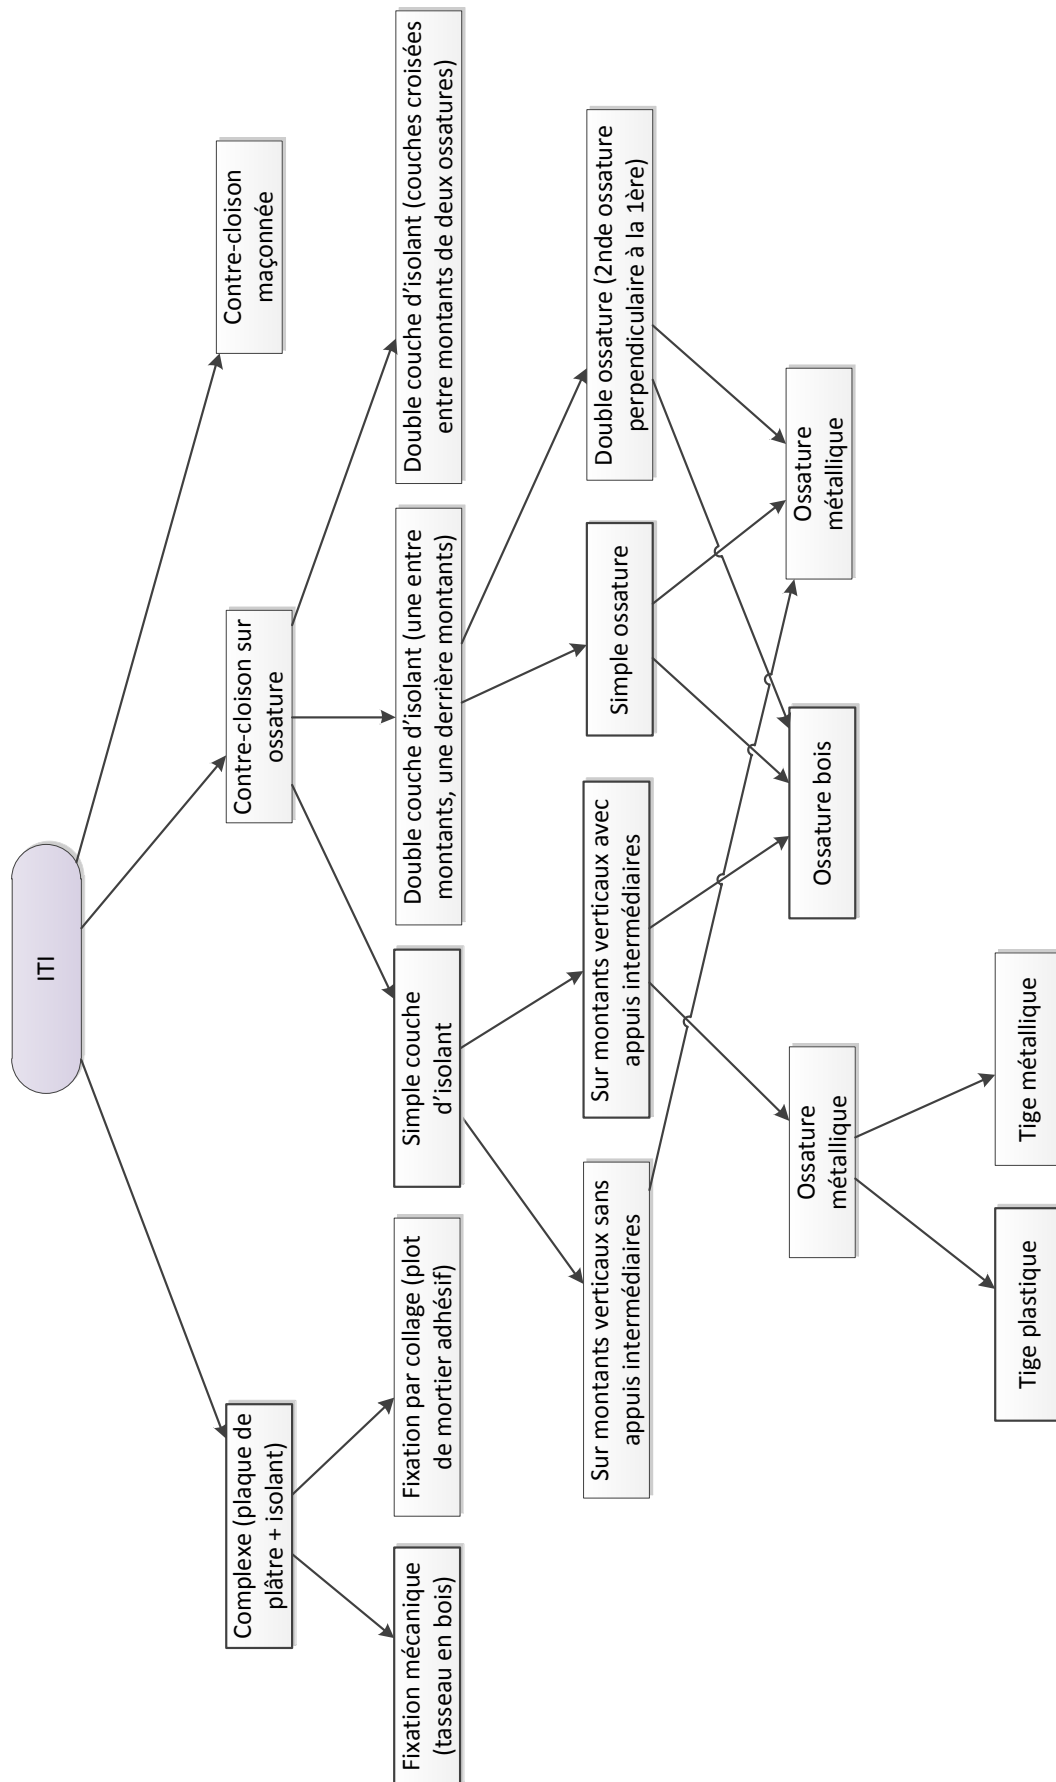 ITI
Complexe (plaque de
plâtre + isolant)
Contre-cloison sur
ossature
Contre-cloison
maçonnée
Fixation mécanique
(tasseau en bois)
Fixation par collage (plot
de mortier adhésif)
Simple couche
d’isolant
Double couche d’isolant (une entre
montants, une derrière montants)
Double couche d’isolant (couches croisées
entre montants de deux ossatures)
Sur montants verticaux sans
appuis intermédiaires
Sur montants verticaux avec
appuis intermédiaires
Simple ossature
Double ossature (2nde ossature
perpendiculaire à la 1ère)
Ossature
métallique
Ossature bois
Ossature
métallique
Tige plastique
Tige métallique